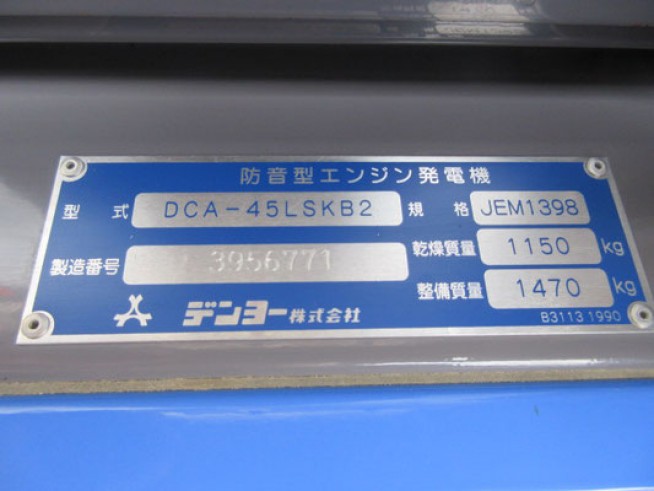 防音型エンジン発電機
型式 DCA-45LSKB2 規格 JEM1398
製造番号 3956771 乾燥質量 1150 kg
整備質量 1470 kg
デンヨー株式会社
B3113 1990